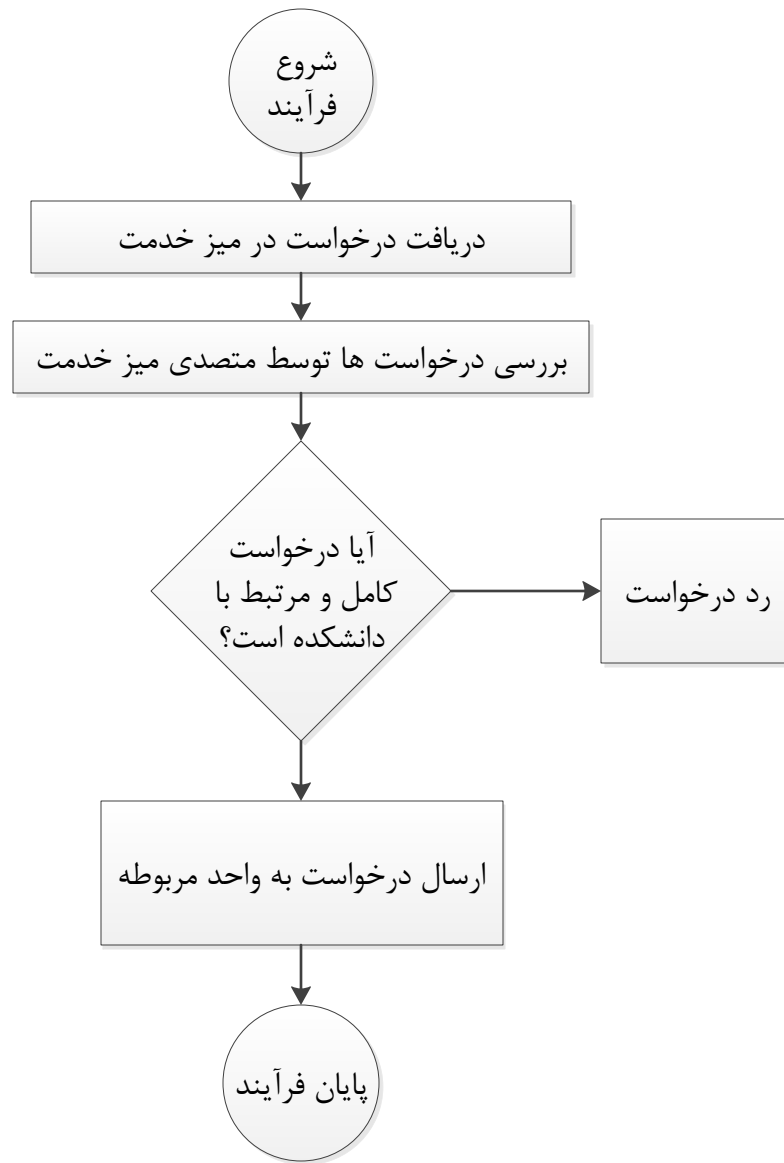 شروع
فرآیند
دریافت درخواست در میز خدمت
بررسی درخواست ها توسط متصدی میز خدمت
آیا درخواست
کامل و مرتبط با
دانشکده است؟
رد درخواست
ارسال درخواست به واحد مربوطه
پایان فرآیند